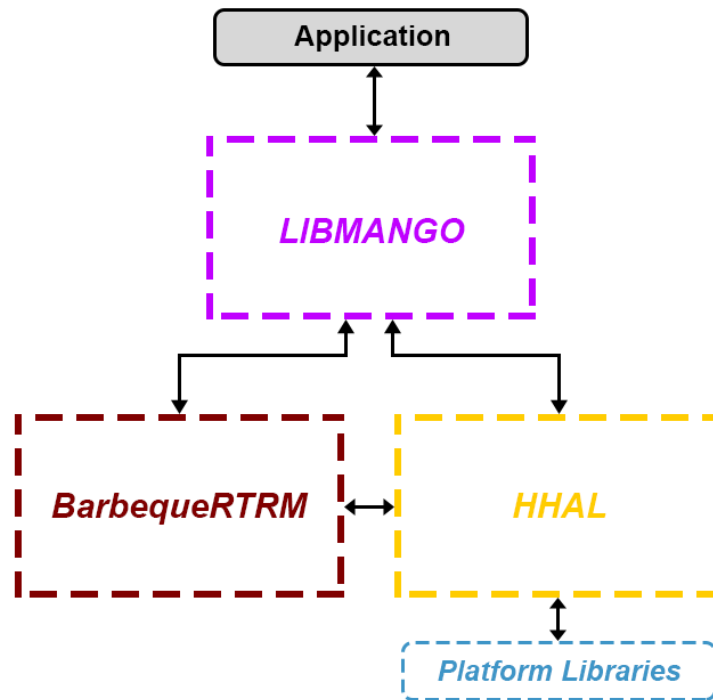 Application
LIBMANGO
BarbequeRTRM
HHAL
Platform Libraries